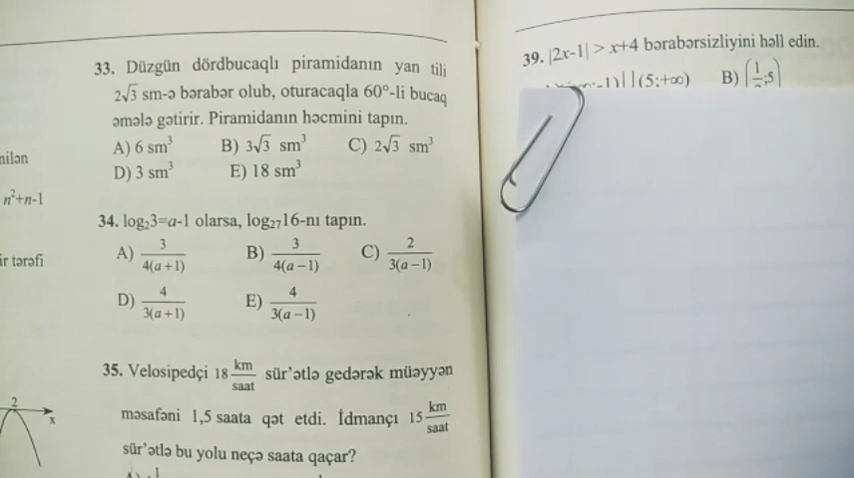 nilən
n²+n-1
ir tərəfi
2
x
33. Düzgün dördbucaqlı piramidanın yan tili
2√3 sm-ə bərabər olub, oturacaqla 60°-li bucaq
əmələ gətirir. Piramidanın həcmini tapın.
A) 6 sm³ B) 3√3 sm³ C) 2√3 sm³
D) 3 sm³ E) 18 sm³
34. log₂3=a-1 olarsa, log₂₇16-nı tapın.
A) 3/4(a+1) B) 3/4(a−1) C) 2/3(a−1)
D) 4/3(a+1) E) 4/3(a−1)
35. Velosipedçi 18 km/saat sür'ətlə gedərək müəyyən
məsafəni 1,5 saata qət etdi. İdmançı 15 km/saat
sür'ətlə bu yolu neçə saata qaçar?
39. |2x-1| > x+4 bərabərsizliyini həll edin.
-1)∪(5;+∞) B)